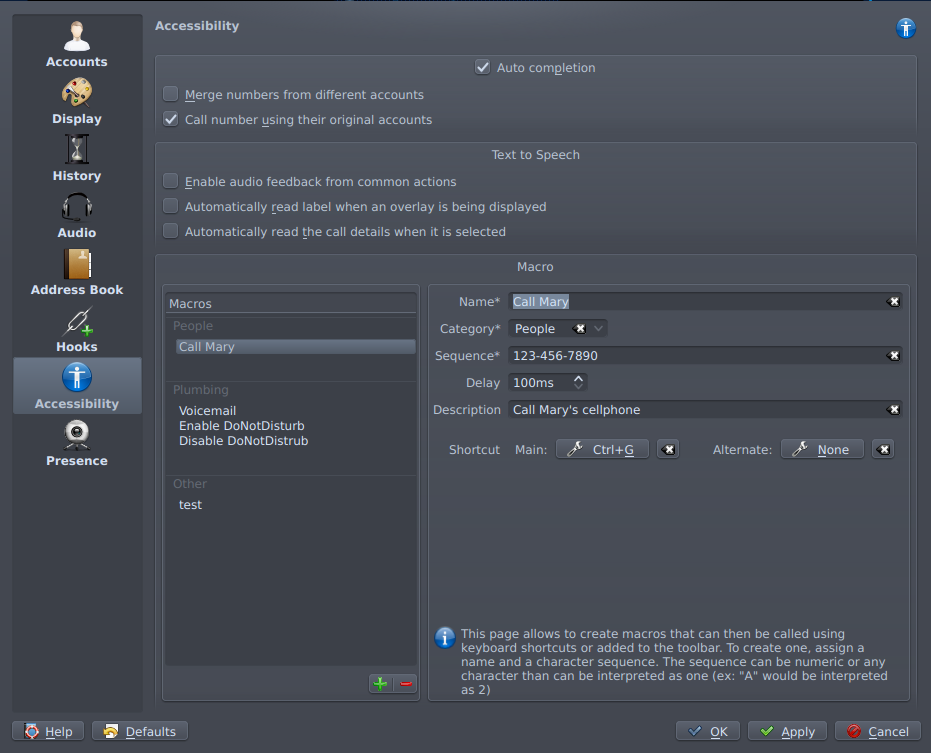 Accessibility
Accounts
Display
History
Audio
Address Book
Hooks
Accessibility
Presence
Auto completion
Merge numbers from different accounts
Call number using their original accounts
Text to Speech
Enable audio feedback from common actions
Automatically read label when an overlay is being displayed
Automatically read the call details when it is selected
Macro
Macros
People
Call Mary
Plumbing
Voicemail
Enable DoNotDisturb
Disable DoNotDistrub
Other
test
Name* Call Mary
Category* People
Sequence* 123-456-7890
Delay 100ms
Description Call Mary's cellphone
Shortcut Main: Ctrl+G Alternate: None
This page allows to create macros that can then be called using
keyboard shortcuts or added to the toolbar. To create one, assign a
name and a character sequence. The sequence can be numeric or any
character than can be interpreted as one (ex: "A" would be interpreted
as 2)
Help Defaults OK Apply Cancel